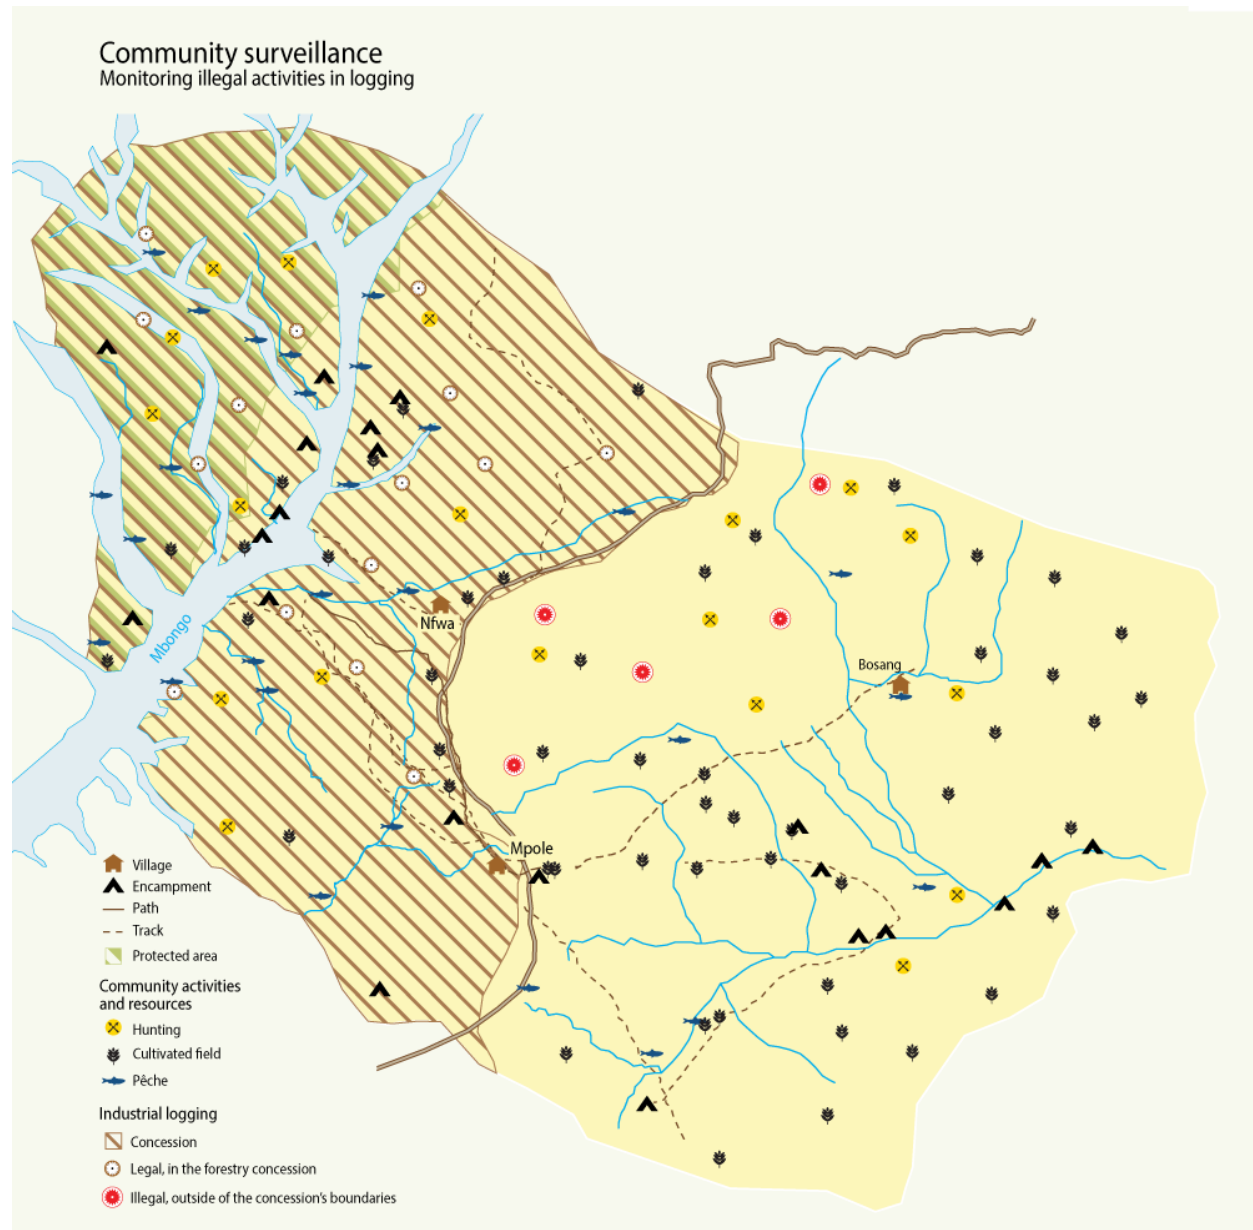 Community surveillance
Monitoring illegal activities in logging
Mbongo
Nfwa
Bosang
Mpole
Village
Encampment
Path
Track
Protected area
Community activities
and resources
Hunting
Cultivated field
Pêche
Industrial logging
Concession
Legal, in the forestry concession
Illegal, outside of the concession's boundaries